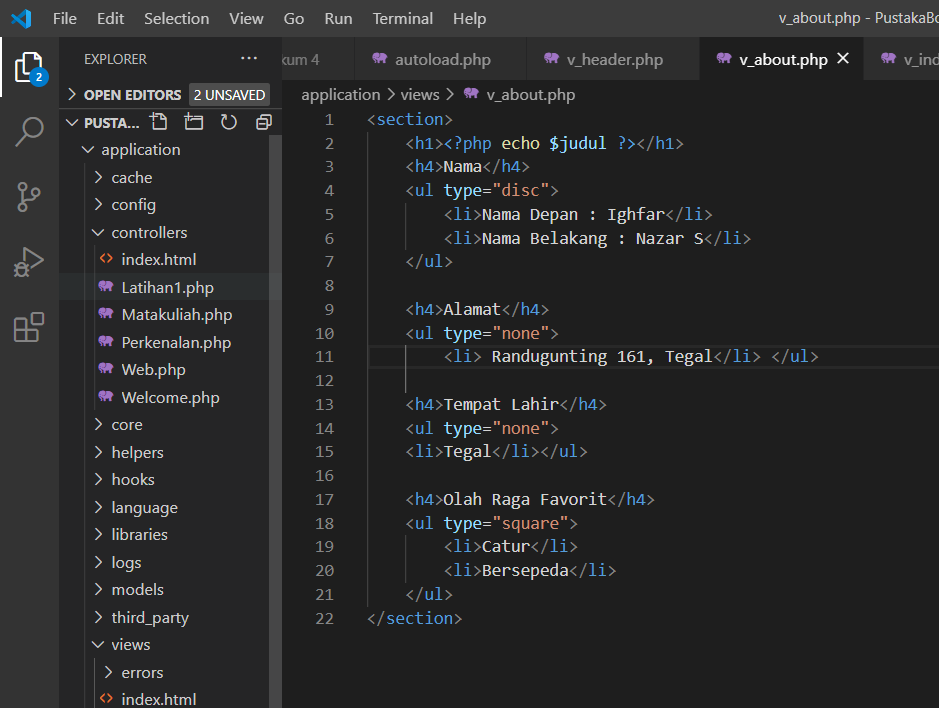 File Edit Selection View Go Run Terminal Help v_about.php - PustakaBo
EXPLORER ···
2
OPEN EDITORS 2 UNSAVED
PUSTA...
application
cache
config
controllers
index.html
Latihan1.php
Matakuliah.php
Perkenalan.php
Web.php
Welcome.php
core
helpers
hooks
language
libraries
logs
models
third_party
views
errors
index.html
kum 4 autoload.php v_header.php v_about.php v_ind
application > views > v_about.php
1 <section>
2 <h1><?php echo $judul ?></h1>
3 <h4>Nama</h4>
4 <ul type="disc">
5 <li>Nama Depan : Ighfar</li>
6 <li>Nama Belakang : Nazar S</li>
7 </ul>
8
9 <h4>Alamat</h4>
10 <ul type="none">
11 <li> Randugunting 161, Tegal</li> </ul>
12
13 <h4>Tempat Lahir</h4>
14 <ul type="none">
15 <li>Tegal</li></ul>
16
17 <h4>Olah Raga Favorit</h4>
18 <ul type="square">
19 <li>Catur</li>
20 <li>Bersepeda</li>
21 </ul>
22 </section>